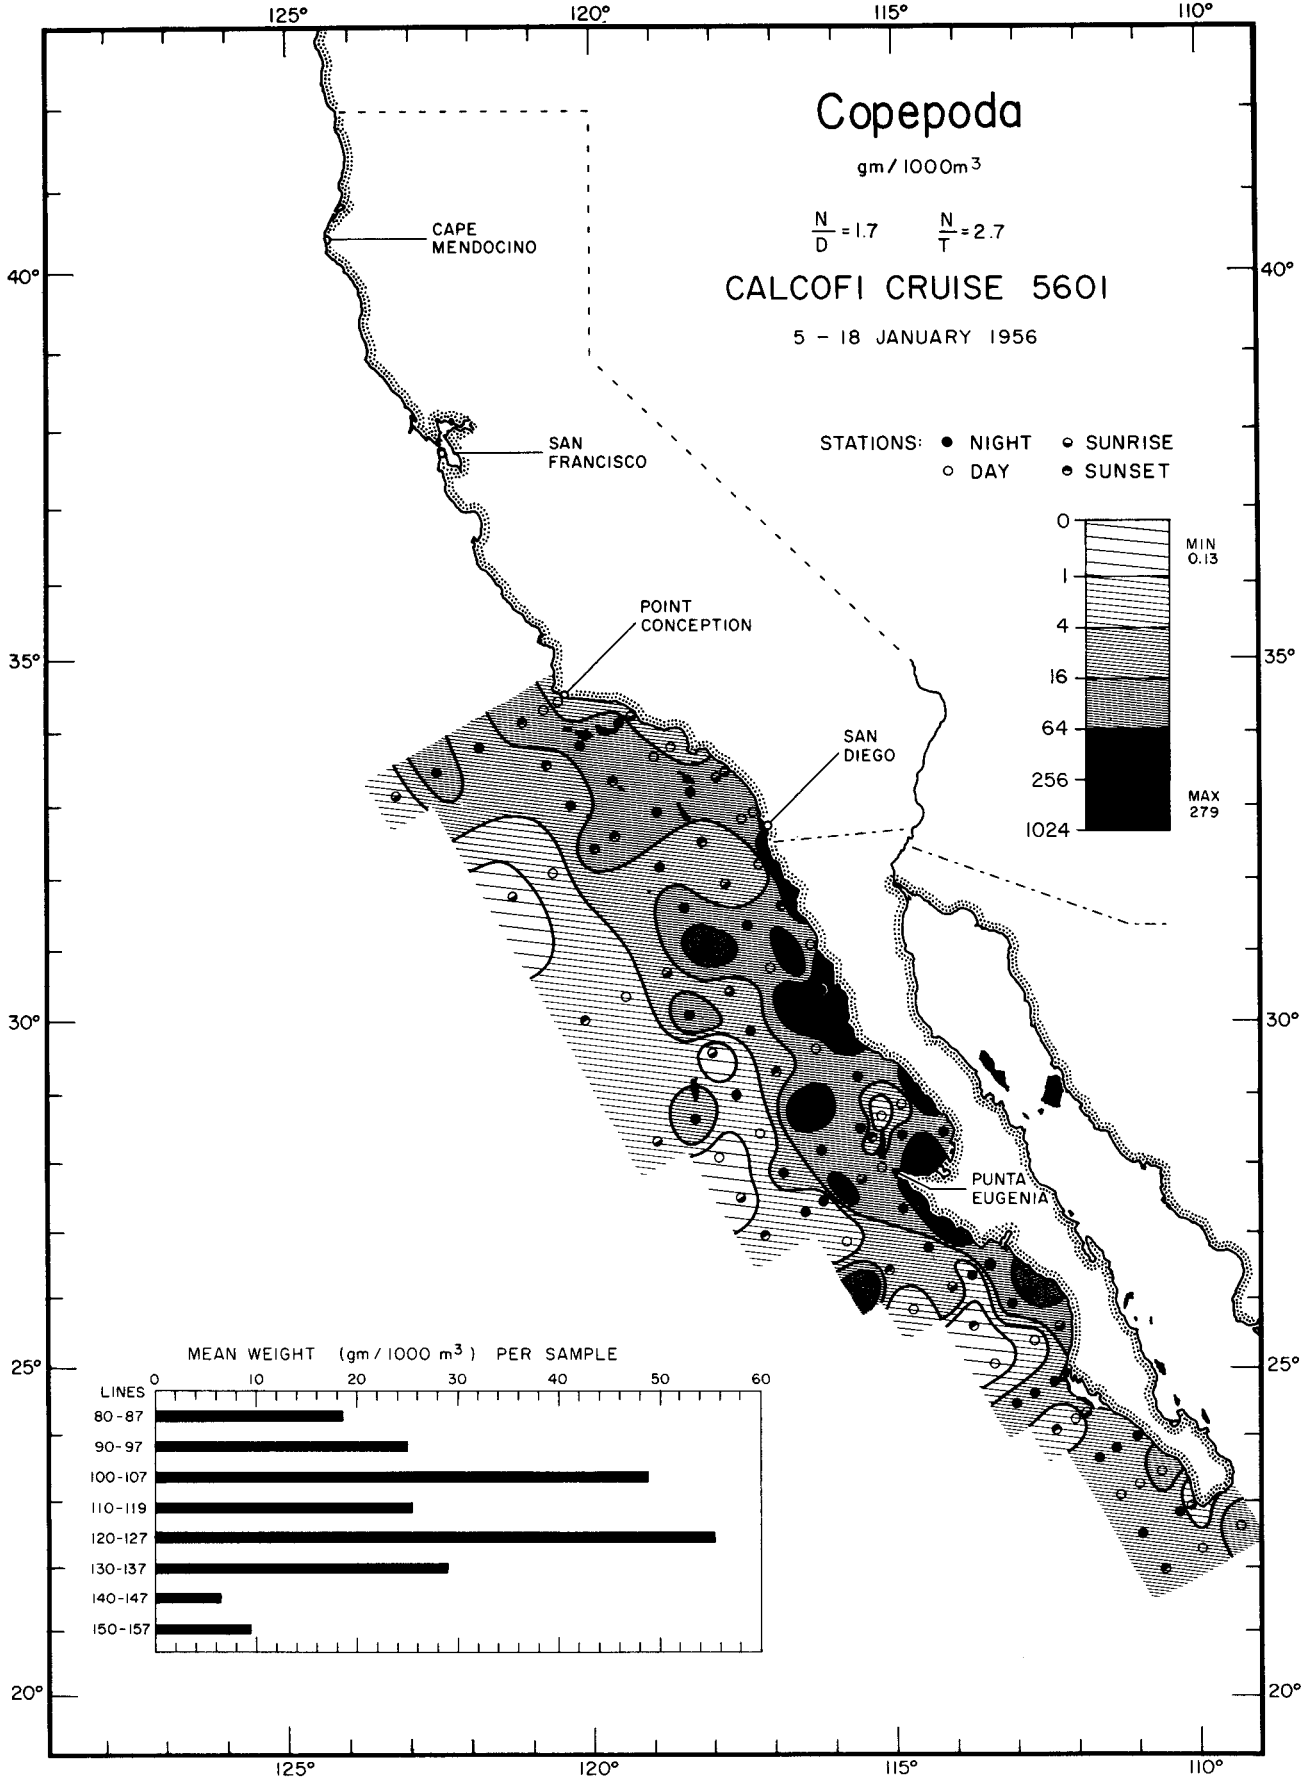 125° 120° 115° 110°
Copepoda
gm/1000m³
N/D = 1.7 N/T = 2.7
CALCOFI CRUISE 5601
5 – 18 JANUARY 1956
CAPE
MENDOCINO
40° 40°
SAN
FRANCISCO
STATIONS: ● NIGHT ◒ SUNRISE
○ DAY ◓ SUNSET
0
MIN
0.13
1
4
16
64
256
MAX
279
1024
POINT
CONCEPTION
35° 35°
SAN
DIEGO
30° 30°
PUNTA
EUGENIA
25° 25°
MEAN WEIGHT (gm/1000 m³) PER SAMPLE
LINES 0 10 20 30 40 50 60
80-87
90-97
100-107
110-119
120-127
130-137
140-147
150-157
20° 20°
125° 120° 115° 110°